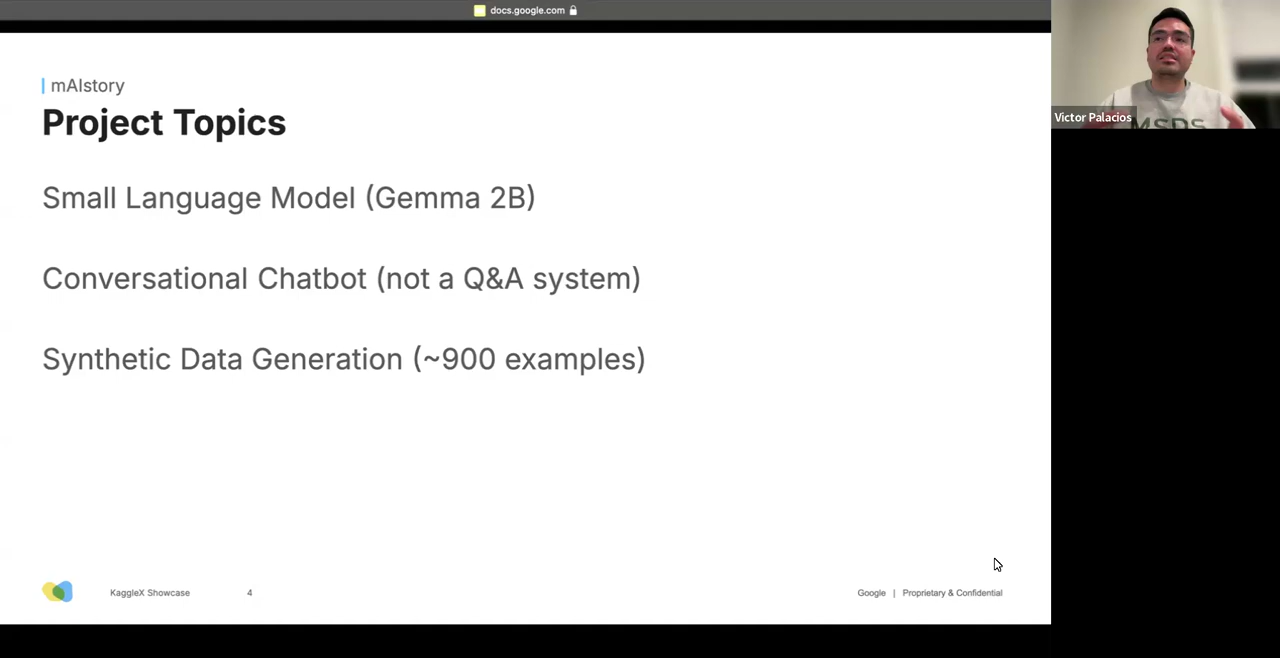 docs.google.com
mAIstory
Project Topics
Small Language Model (Gemma 2B)
Conversational Chatbot (not a Q&A system)
Synthetic Data Generation (~900 examples)
KaggleX Showcase 4
Google | Proprietary & Confidential
Victor Palacios
MSDS